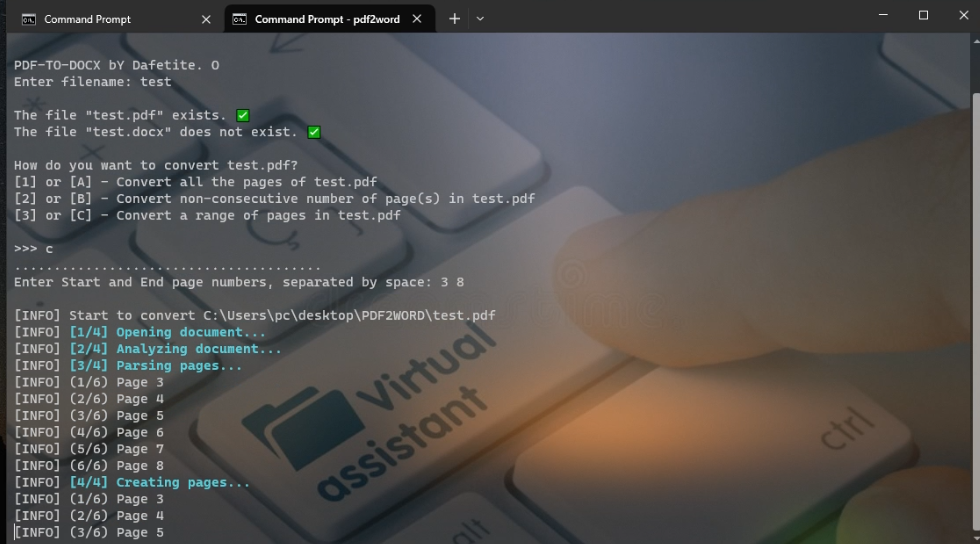 Command Prompt
Command Prompt - pdf2word
PDF-TO-DOCX bY Dafetite. O
Enter filename: test
The file "test.pdf" exists. ✅
The file "test.docx" does not exist. ✅
How do you want to convert test.pdf?
[1] or [A] - Convert all the pages of test.pdf
[2] or [B] - Convert non-consecutive number of page(s) in test.pdf
[3] or [C] - Convert a range of pages in test.pdf
>>> c
.......................................
Enter Start and End page numbers, separated by space: 3 8
[INFO] Start to convert C:\Users\pc\desktop\PDF2WORD\test.pdf
[INFO] [1/4] Opening document...
[INFO] [2/4] Analyzing document...
[INFO] [3/4] Parsing pages...
[INFO] (1/6) Page 3
[INFO] (2/6) Page 4
[INFO] (3/6) Page 5
[INFO] (4/6) Page 6
[INFO] (5/6) Page 7
[INFO] (6/6) Page 8
[INFO] [4/4] Creating pages...
[INFO] (1/6) Page 3
[INFO] (2/6) Page 4
[INFO] (3/6) Page 5
Virtual
assistant
ctrl
alt